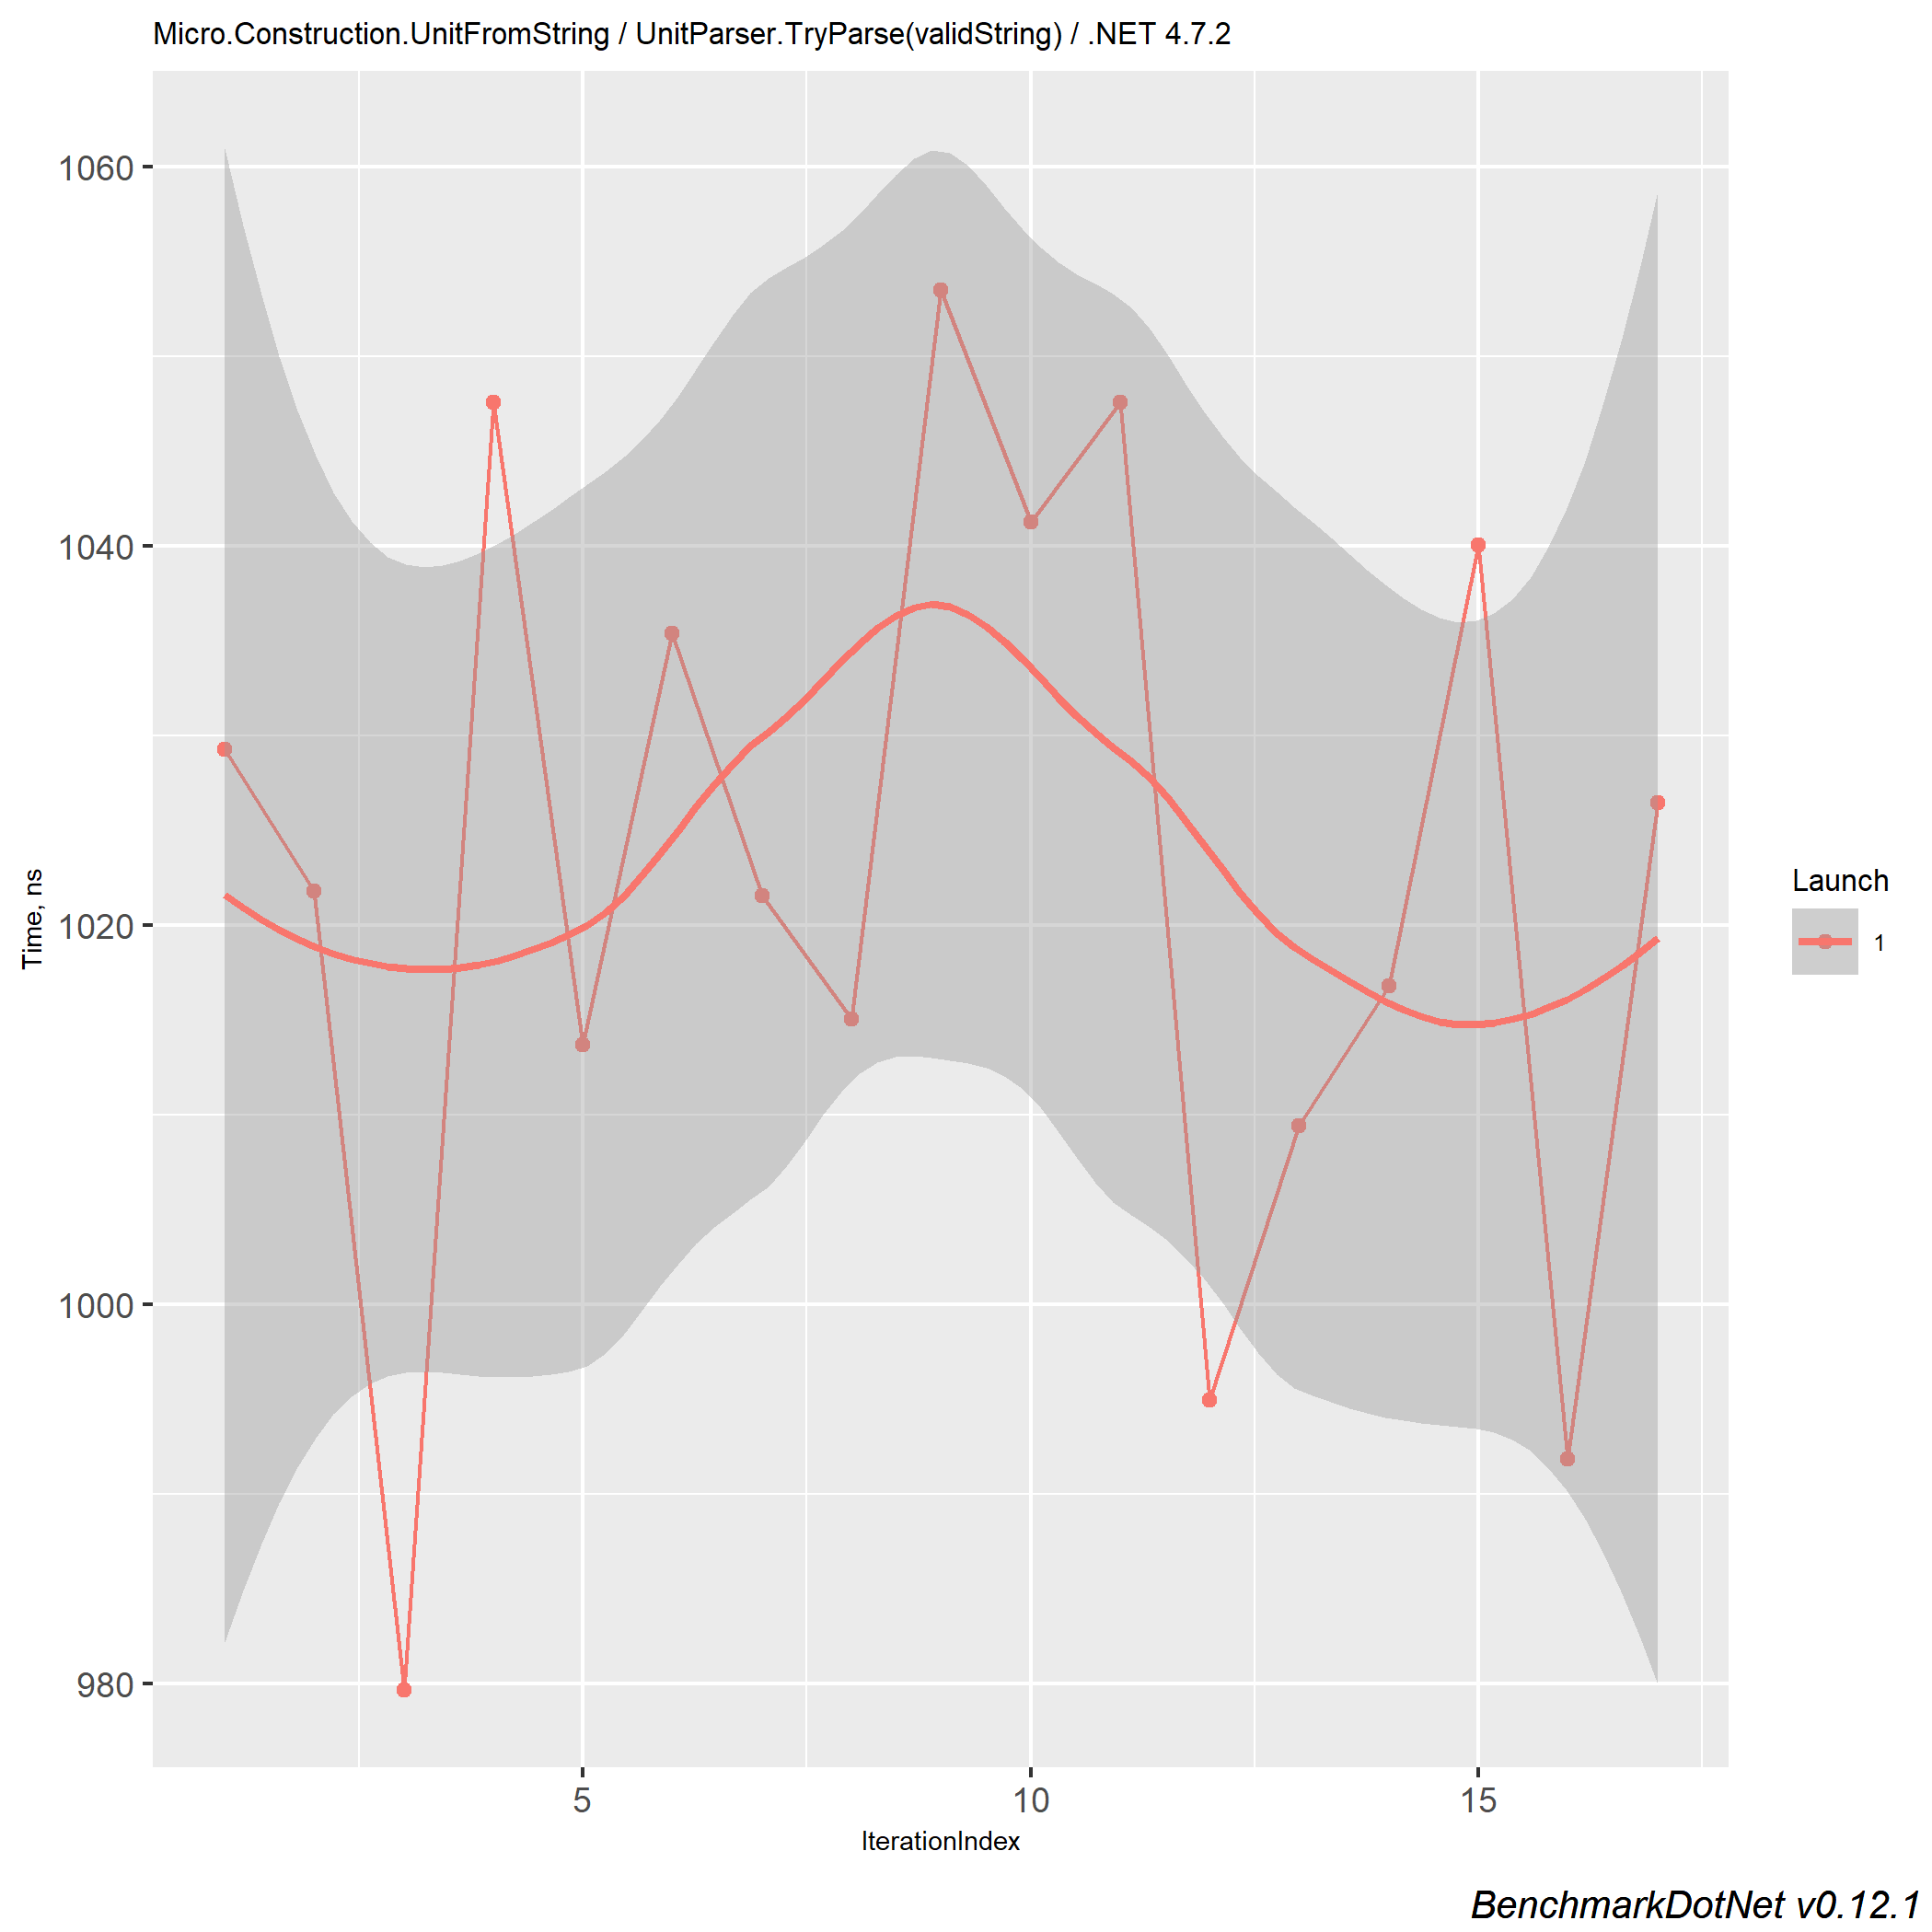 Micro.Construction.UnitFromString / UnitParser.TryParse(validString) / .NET 4.7.2
1060
1040
1020
1000
980
Time, ns
5 10 15
IterationIndex
Launch
1
BenchmarkDotNet v0.12.1